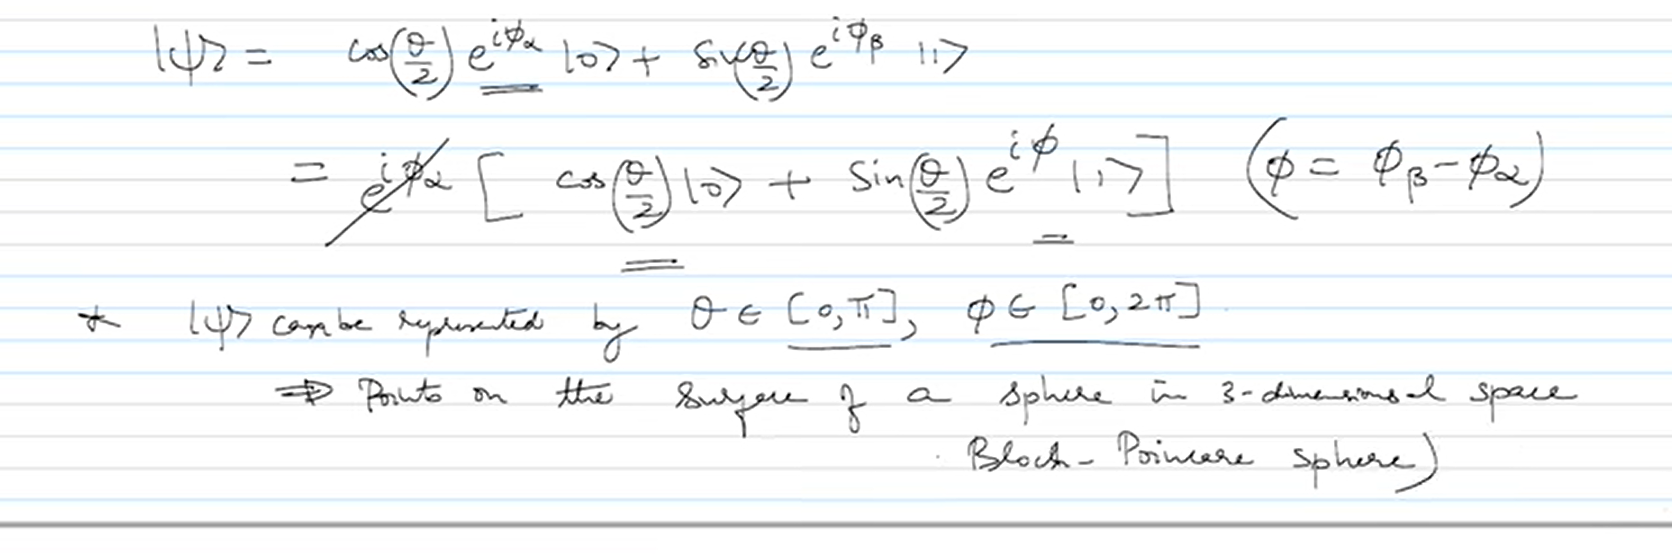 |ψ⟩ = cos(θ/2) e^{iϕ_α} |0⟩ + sin(θ/2) e^{iϕ_β} |1⟩
= e^{iϕ_α} [ cos(θ/2) |0⟩ + Sin(θ/2) e^{iϕ} |1⟩ ] (ϕ = ϕ_β - ϕ_α)
* |ψ⟩ can be represented by θ ∈ [0, π], ϕ ∈ [0, 2π]
⇒ Points on the surface of a sphere in 3-dimensional space
Bloch - Poincare sphere)